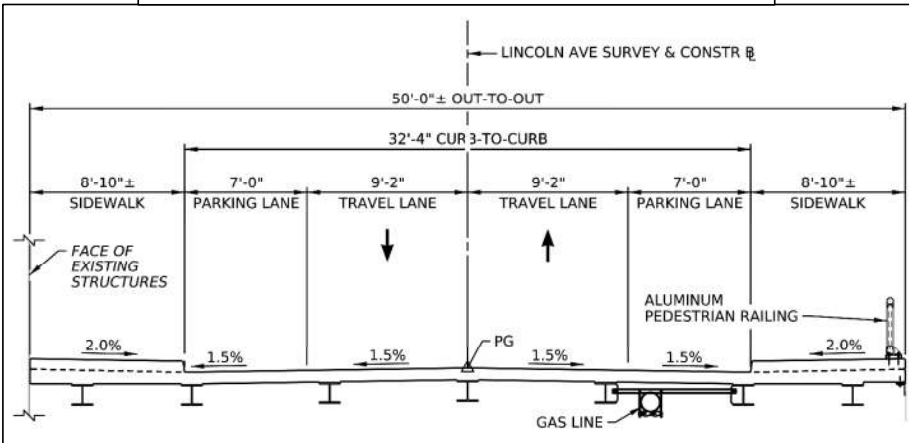 LINCOLN AVE SURVEY & CONSTR ℄
50'-0"± OUT-TO-OUT
32'-4" CURB-TO-CURB
8'-10"± 7'-0" 9'-2" 9'-2" 7'-0" 8'-10"±
SIDEWALK PARKING LANE TRAVEL LANE TRAVEL LANE PARKING LANE SIDEWALK
FACE OF
EXISTING
STRUCTURES
ALUMINUM
PEDESTRIAN RAILING
PG
2.0% 1.5% 1.5% 1.5% 1.5% 2.0%
GAS LINE